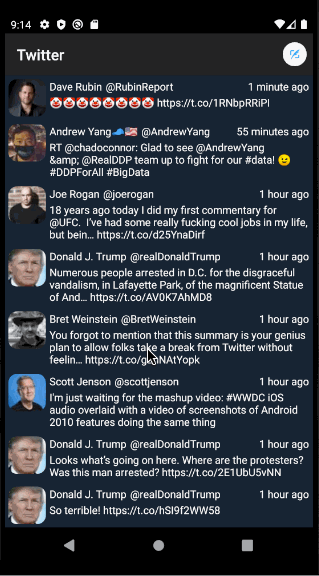 9:14
Twitter
Dave Rubin @RubinReport 1 minute ago
🤡🤡🤡🤡🤡🤡🤡🤡 https://t.co/1RNbpRRiPl
Andrew Yang🧢🇺🇸 @AndrewYang 55 minutes ago
RT @chadoconnor: Glad to see @AndrewYang
&amp; @RealDDP team up to fight for our #data! 😉
#DDPForAll #BigData
Joe Rogan @joerogan 1 hour ago
18 years ago today I did my first commentary for
@UFC. I've had some really fucking cool jobs in my life,
but bein… https://t.co/d25YnaDirf
Donald J. Trump @realDonaldTrump 1 hour ago
Numerous people arrested in D.C. for the disgraceful
vandalism, in Lafayette Park, of the magnificent Statue
of And… https://t.co/AV0K7AhMD8
Bret Weinstein @BretWeinstein 1 hour ago
You forgot to mention that this summary is your genius
plan to allow folks take a break from Twitter without
feelin…
Scott Jenson @scottjenson 1 hour ago
I'm just waiting for the mashup video: #WWDC iOS
audio overlaid with a video of screenshots of Android
2010 features doing the same thing
Donald J. Trump @realDonaldTrump 1 hour ago
Looks what's going on here. Where are the protesters?
Was this man arrested? https://t.co/2E1UbU5vNN
Donald J. Trump @realDonaldTrump 1 hour ago
So terrible! https://t.co/hSI9f2WW58